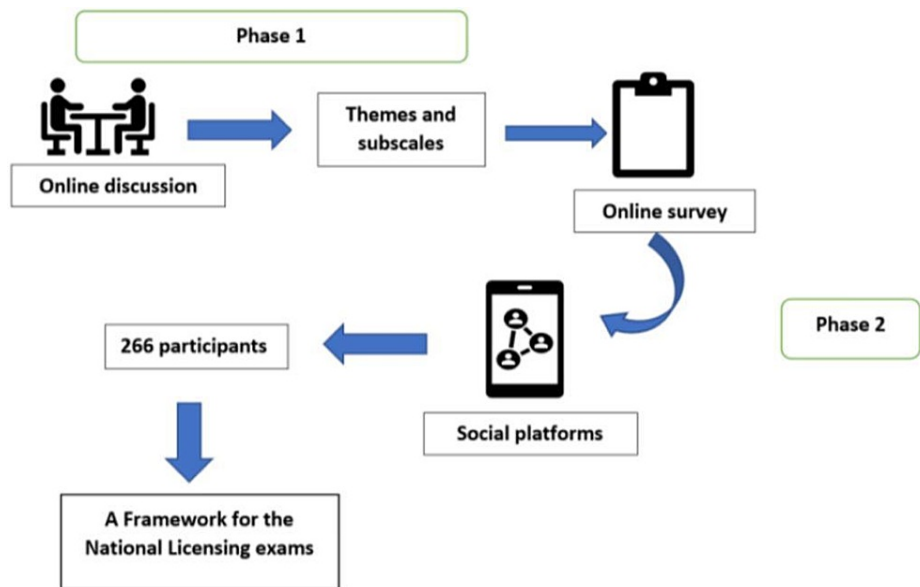 Phase 1
Online discussion
Themes and
subscales
Online survey
Phase 2
Social platforms
266 participants
A Framework for the
National Licensing exams